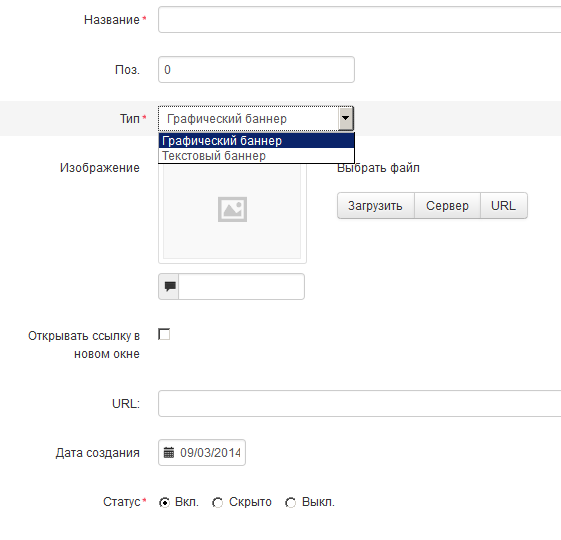 Название *
Поз. 0
Тип * Графический баннер
Графический баннер
Текстовый баннер
Изображение Выбрать файл
Загрузить Сервер URL
Открывать ссылку в
новом окне
URL:
Дата создания 09/03/2014
Статус * Вкл. Скрыто Выкл.